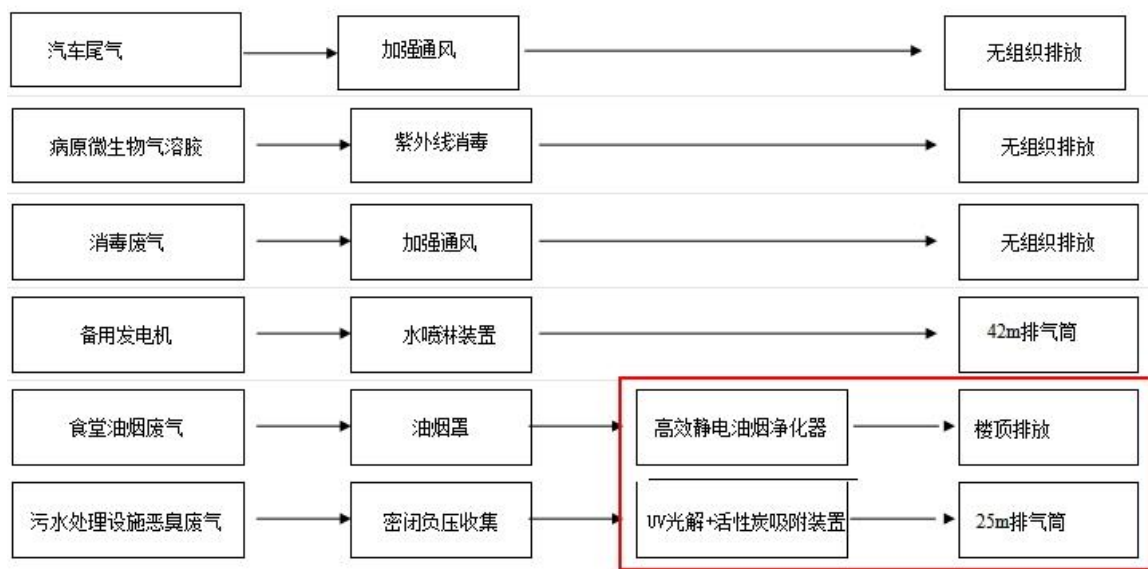 汽车尾气 加强通风 无组织排放
病原微生物气溶胶 紫外线消毒 无组织排放
消毒废气 加强通风 无组织排放
备用发电机 水喷淋装置 42m排气筒
食堂油烟废气 油烟罩 高效静电油烟净化器 楼顶排放
污水处理设施恶臭废气 密闭负压收集 UV光解+活性炭吸附装置 25m排气筒